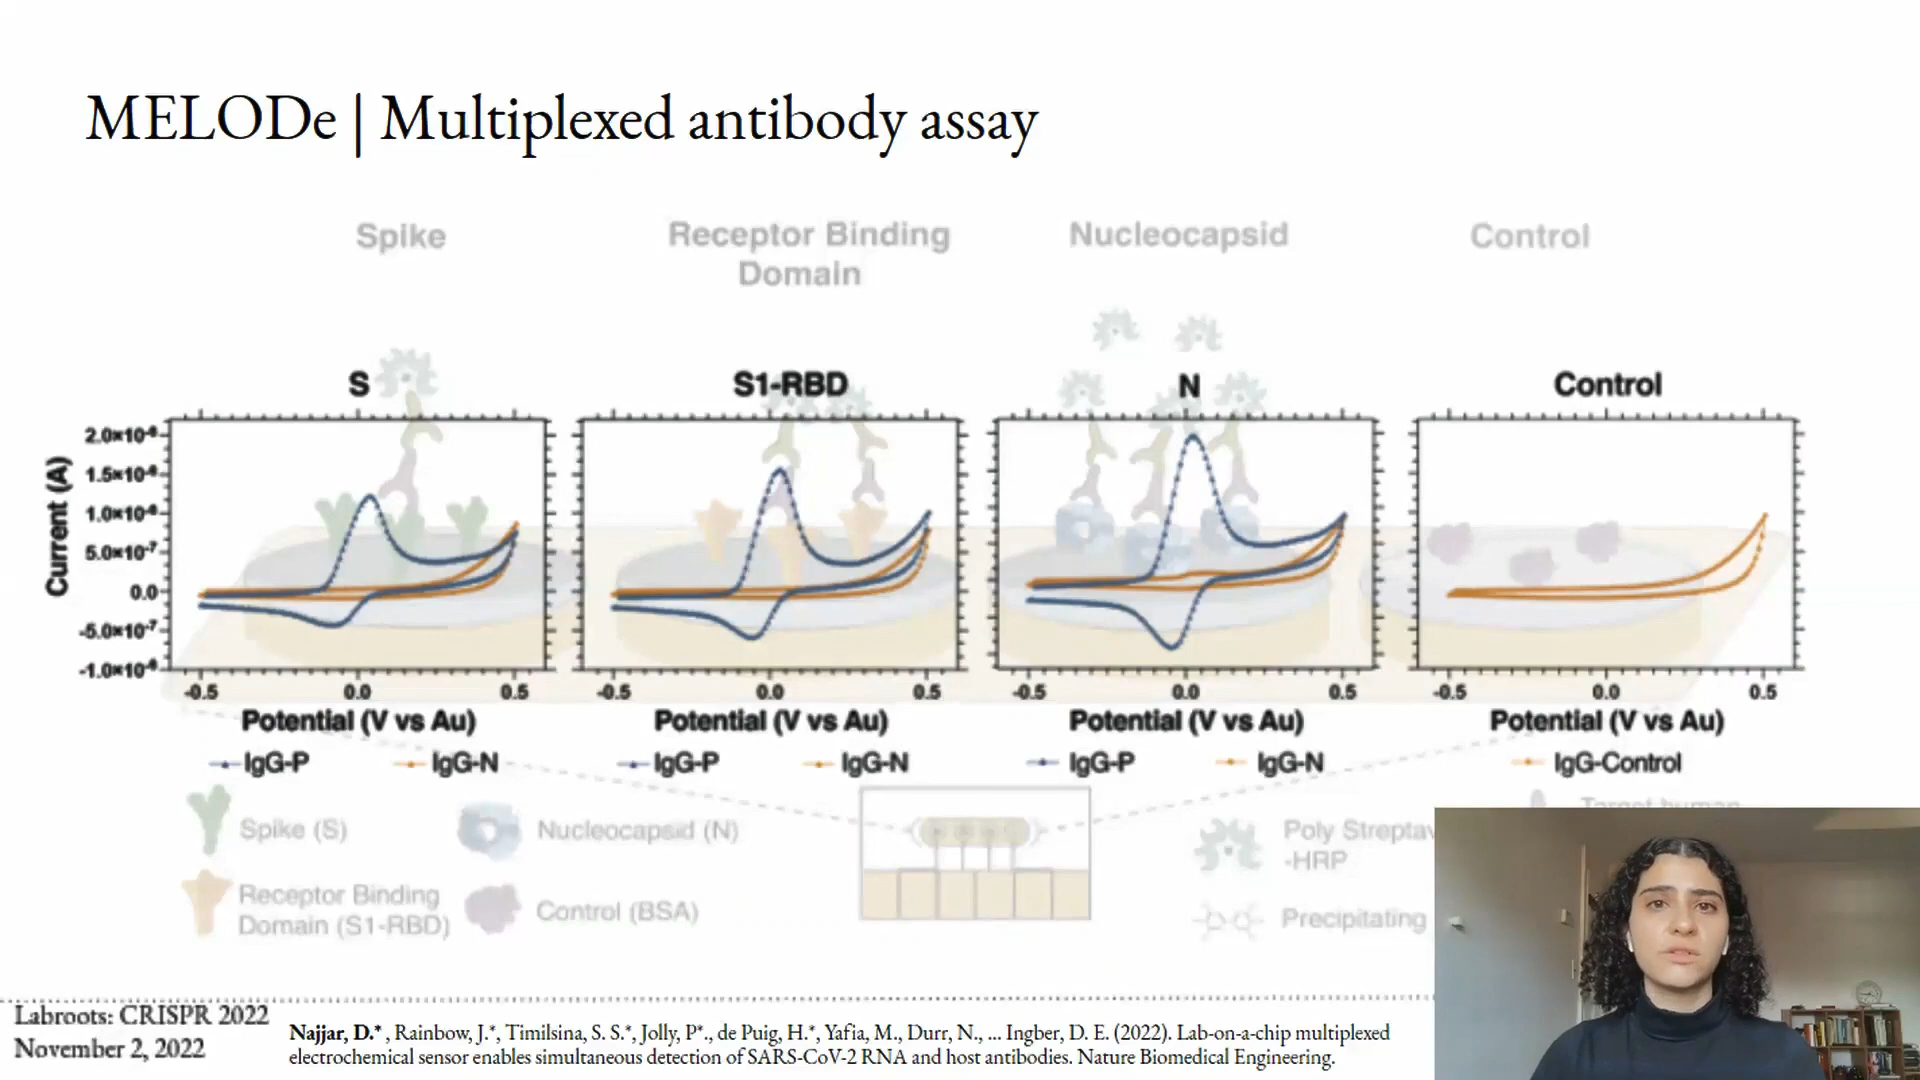 MELODe | Multiplexed antibody assay
Spike
Receptor Binding
Domain
Nucleocapsid
Control
S
S1-RBD
N
Control
Current (A)
2.0×10⁻⁶
1.5×10⁻⁶
1.0×10⁻⁶
5.0×10⁻⁷
0.0
-5.0×10⁻⁷
-1.0×10⁻⁶
-0.5 0.0 0.5
-0.5 0.0 0.5
-0.5 0.0 0.5
-0.5 0.0 0.5
Potential (V vs Au)
Potential (V vs Au)
Potential (V vs Au)
Potential (V vs Au)
IgG-P IgG-N
IgG-P IgG-N
IgG-P IgG-N
IgG-Control
Spike (S)
Nucleocapsid (N)
Receptor Binding
Domain (S1-RBD)
Control (BSA)
Poly Streptav
-HRP
Precipitating
Target human
Labroots: CRISPR 2022
November 2, 2022
Najjar, D.*, Rainbow, J.*, Timilsina, S. S.*, Jolly, P*., de Puig, H.*, Yafia, M., Durr, N., ... Ingber, D. E. (2022). Lab-on-a-chip multiplexed
electrochemical sensor enables simultaneous detection of SARS-CoV-2 RNA and host antibodies. Nature Biomedical Engineering.